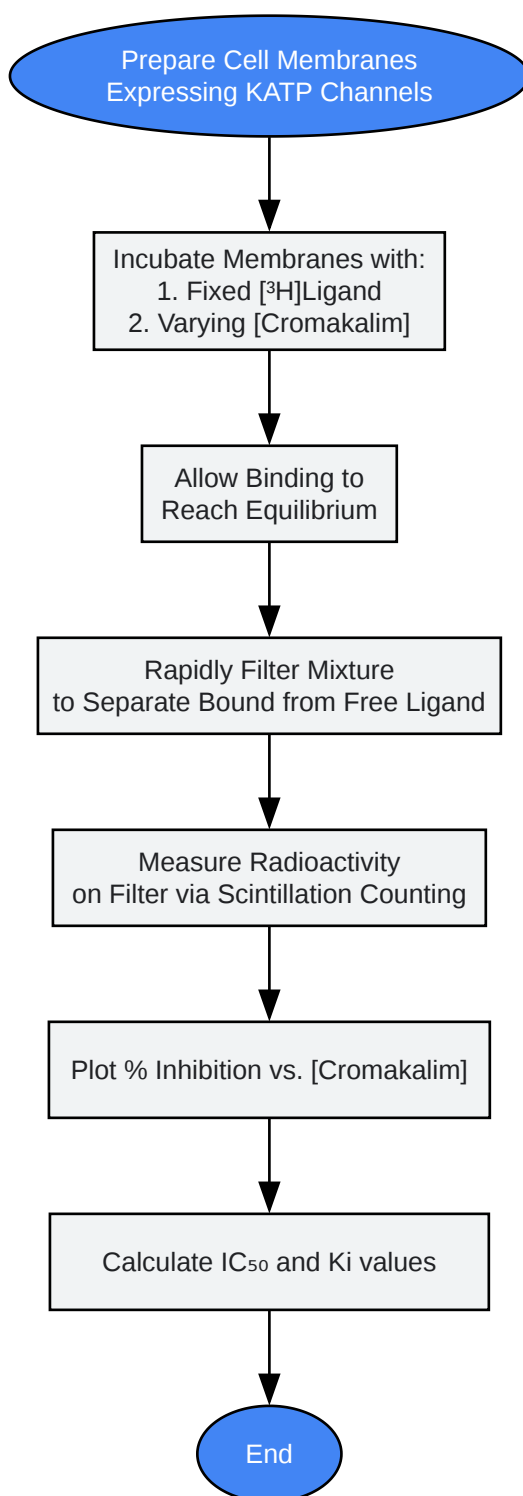 Prepare Cell Membranes
Expressing KATP Channels
Incubate Membranes with:
1. Fixed [³H]Ligand
2. Varying [Cromakalim]
Allow Binding to
Reach Equilibrium
Rapidly Filter Mixture
to Separate Bound from Free Ligand
Measure Radioactivity
on Filter via Scintillation Counting
Plot % Inhibition vs. [Cromakalim]
Calculate IC₅₀ and Ki values
End